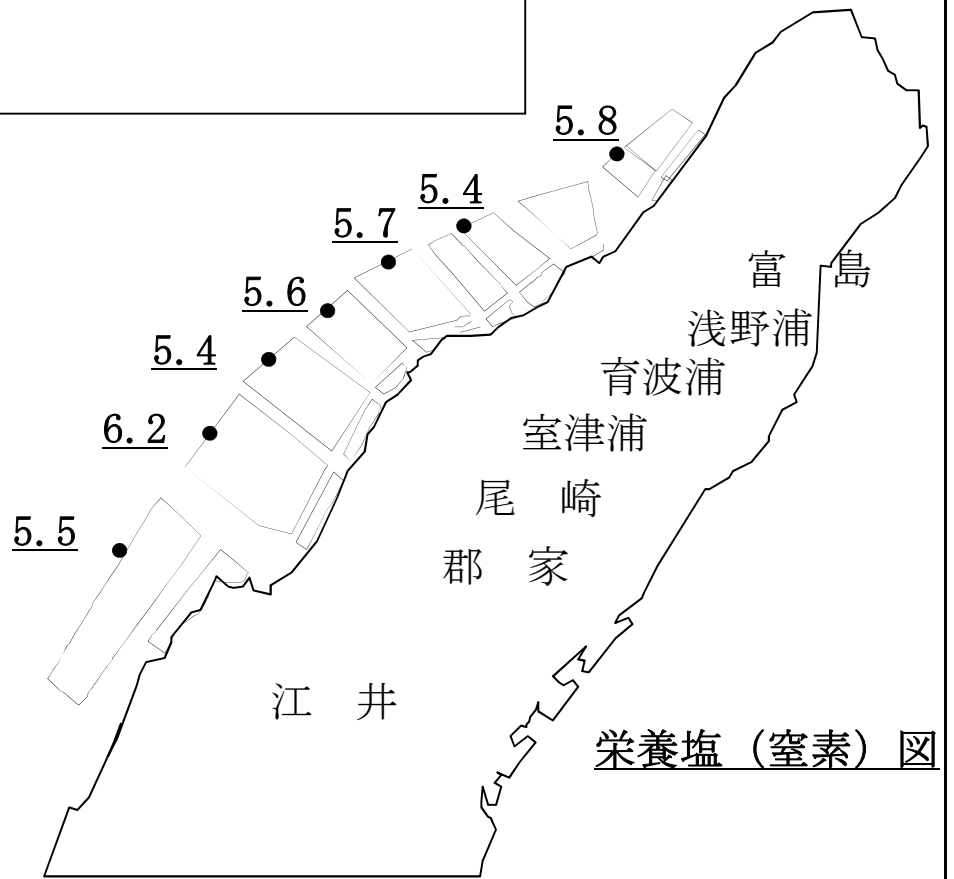 5.8
5.4
5.7
5.6
5.4
6.2
5.5
富 島
浅野浦
育波浦
室津浦
尾 崎
郡 家
江 井
栄養塩（窒素）図